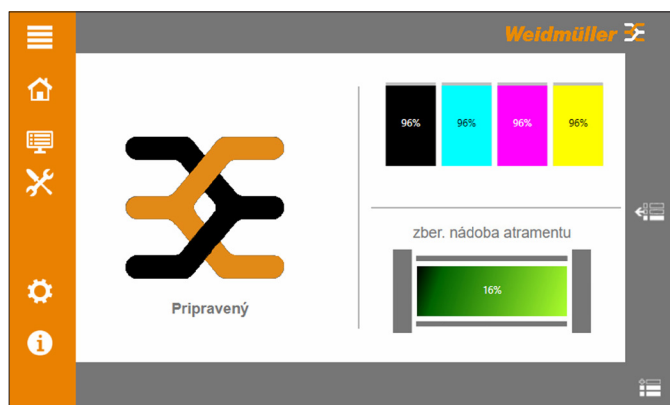 Weidmüller
96%
96%
96%
96%
Pripravený
zber. nádoba atramentu
16%